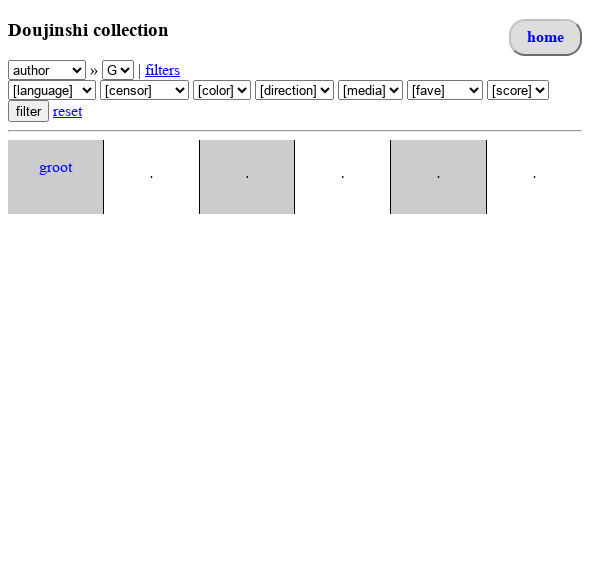 Doujinshi collection
home
author » G | filters
[language] [censor] [color] [direction] [media] [fave] [score]
filter reset
groot . . . . .